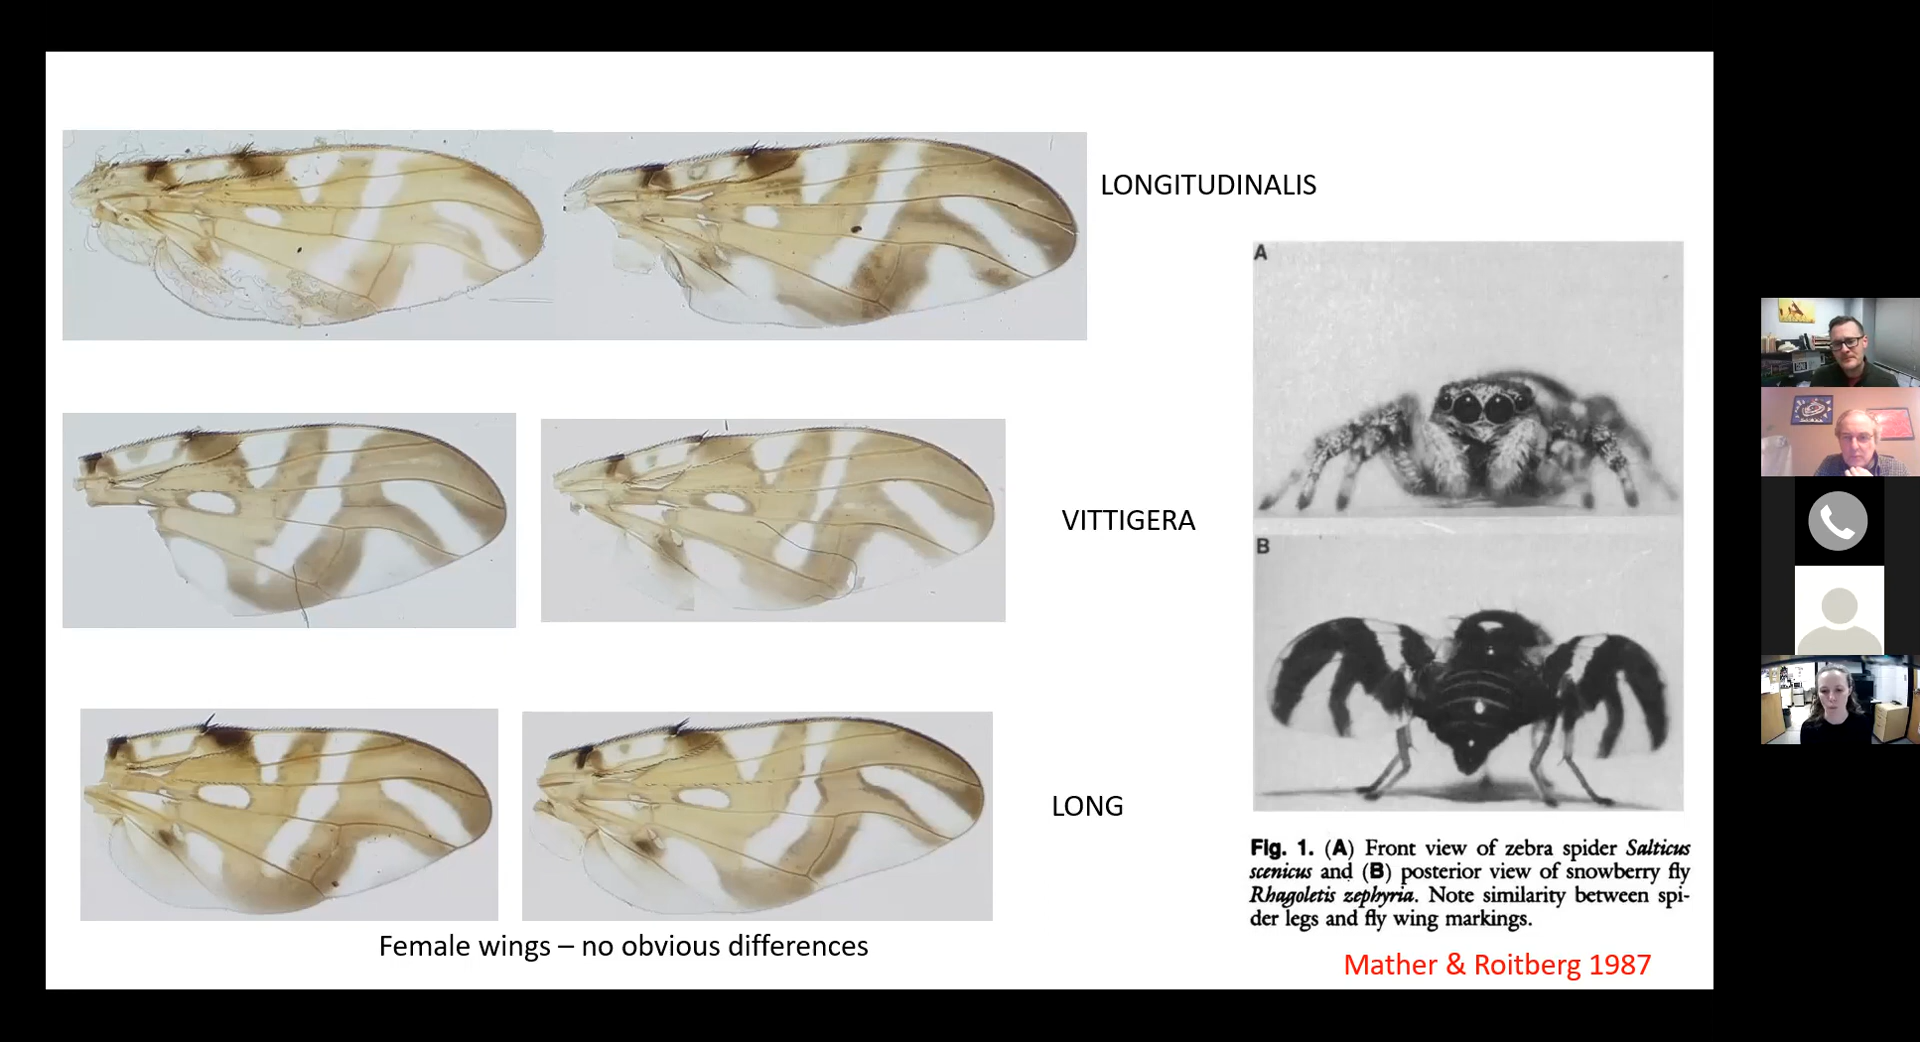 LONGITUDINALIS
VITTIGERA
LONG
Female wings – no obvious differences
A
B
Fig. 1. (A) Front view of zebra spider Salticus
scenicus and (B) posterior view of snowberry fly
Rhagoletis zephyria. Note similarity between spi-
der legs and fly wing markings.
Mather & Roitberg 1987